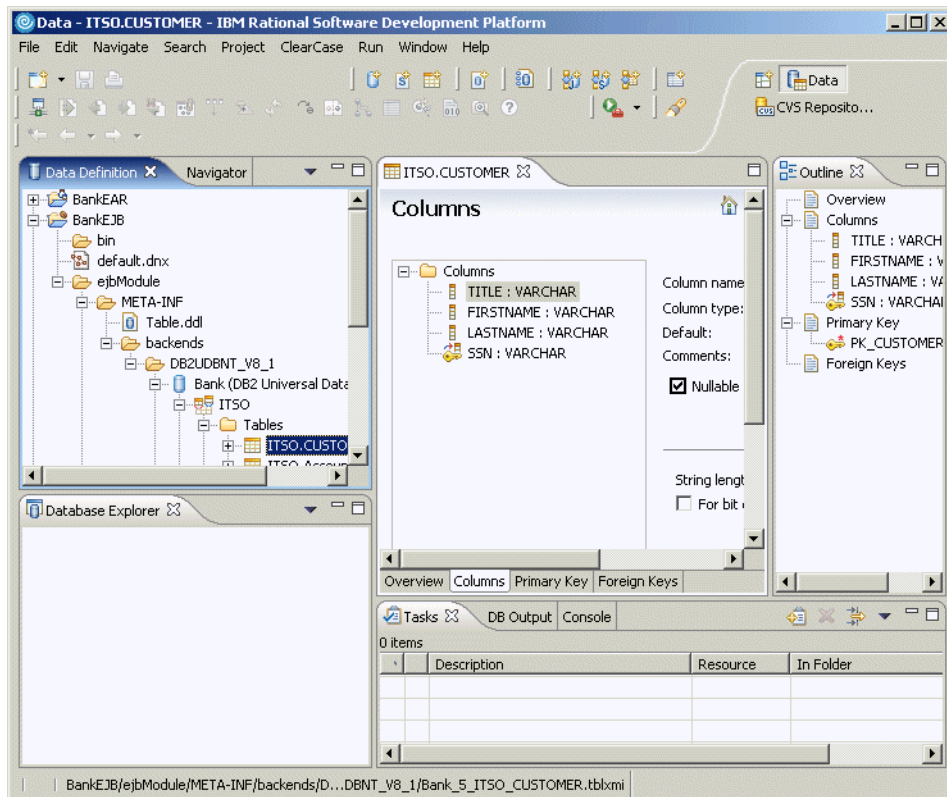 Data - ITSO.CUSTOMER - IBM Rational Software Development Platform
File Edit Navigate Search Project ClearCase Run Window Help
Data
CVS Reposito...
Data Definition
Navigator
BankEAR
BankEJB
bin
default.dnx
ejbModule
META-INF
Table.ddl
backends
DB2UDBNT_V8_1
Bank (DB2 Universal Data
ITSO
Tables
ITSO.CUSTO
ITSO.Accoun
Database Explorer
ITSO.CUSTOMER
Columns
Columns
TITLE : VARCHAR
FIRSTNAME : VARCHAR
LASTNAME : VARCHAR
SSN : VARCHAR
Column name
Column type:
Default:
Comments:
Nullable
String lengt
For bit
Overview Columns Primary Key Foreign Keys
Outline
Overview
Columns
TITLE : VARCH
FIRSTNAME : V
LASTNAME : VA
SSN : VARCHA
Primary Key
PK_CUSTOMER
Foreign Keys
Tasks DB Output Console
0 items
Description Resource In Folder
BankEJB/ejbModule/META-INF/backends/D...DBNT_V8_1/Bank_5_ITSO_CUSTOMER.tblxmi